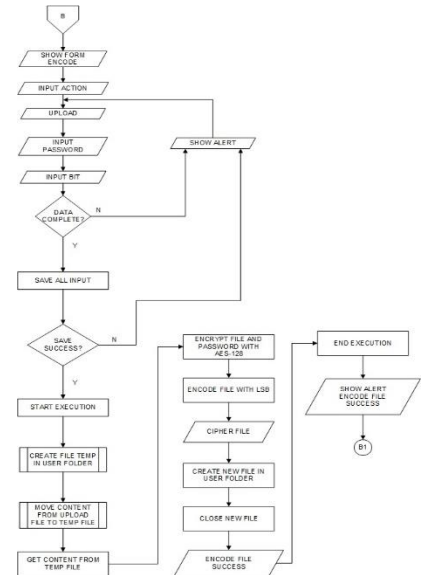 B
SHOW FORM
ENCODE
INPUT ACTION
UPLOAD
INPUT
PASSWORD
SHOW ALERT
INPUT BIT
DATA
COMPLETE?
N
Y
SAVE ALL INPUT
SAVE
SUCCESS?
N
Y
START EXECUTION
CREATE FILE TEMP
IN USER FOLDER
MOVE CONTENT
FROM UPLOAD
FILE TO TEMP FILE
GET CONTENT FROM
TEMP FILE
ENCRYPT FILE AND
PASSWORD WITH
AES-128
ENCODE FILE WITH LSB
CIPHER FILE
CREATE NEW FILE IN
USER FOLDER
CLOSE NEW FILE
ENCODE FILE
SUCCESS
END EXECUTION
SHOW ALERT
ENCODE FILE
SUCCESS
B1